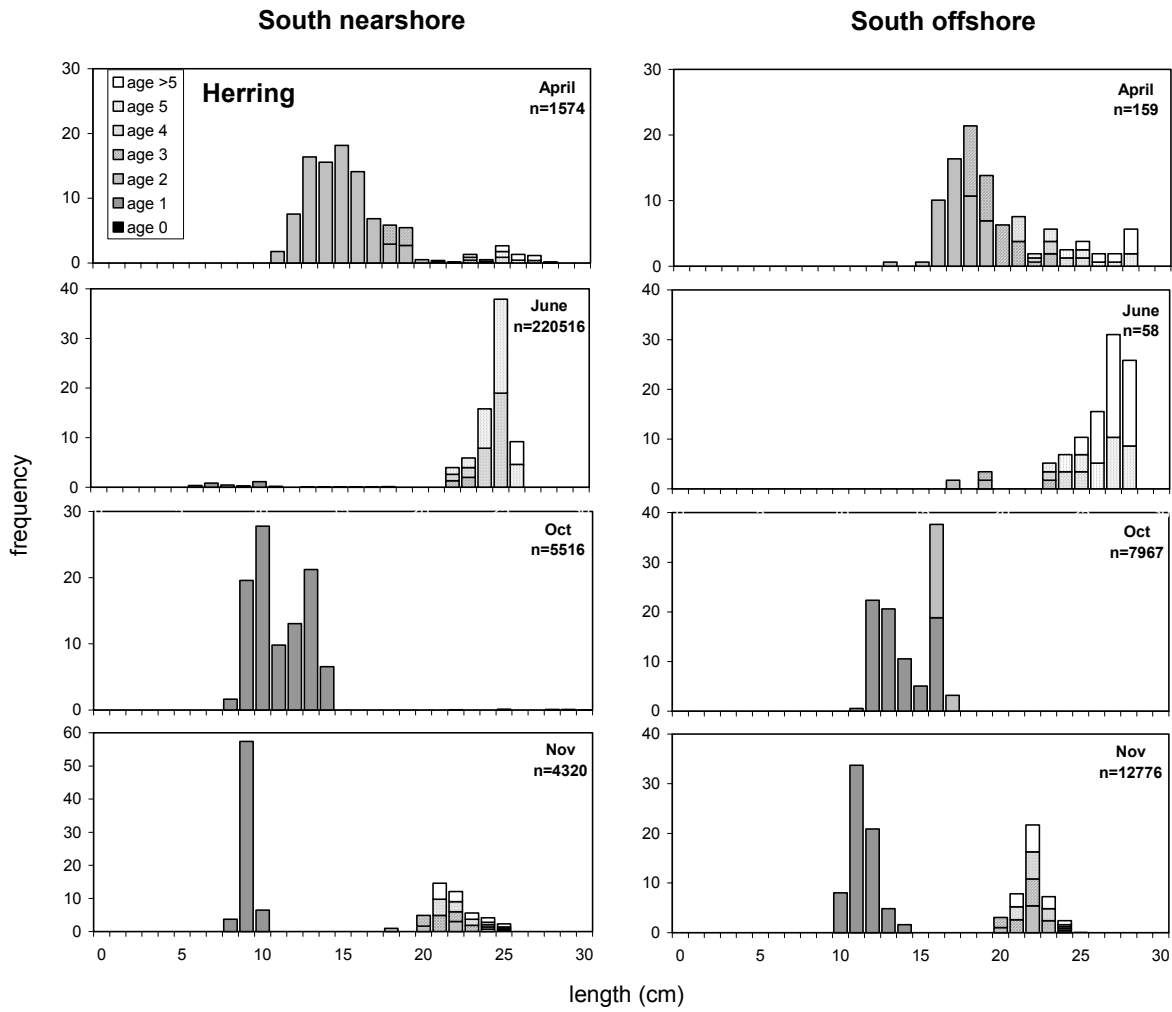 South nearshore
South offshore
Herring
age >5
age 5
age 4
age 3
age 2
age 1
age 0
April
n=1574
30
20
10
0
April
n=159
30
20
10
0
June
n=220516
40
30
20
10
0
June
n=58
40
30
20
10
0
frequency
Oct
n=5516
30
20
10
0
Oct
n=7967
40
30
20
10
0
Nov
n=4320
60
50
40
30
20
10
0
0 5 10 15 20 25 30
Nov
n=12776
40
30
20
10
0
0 5 10 15 20 25 30
length (cm)